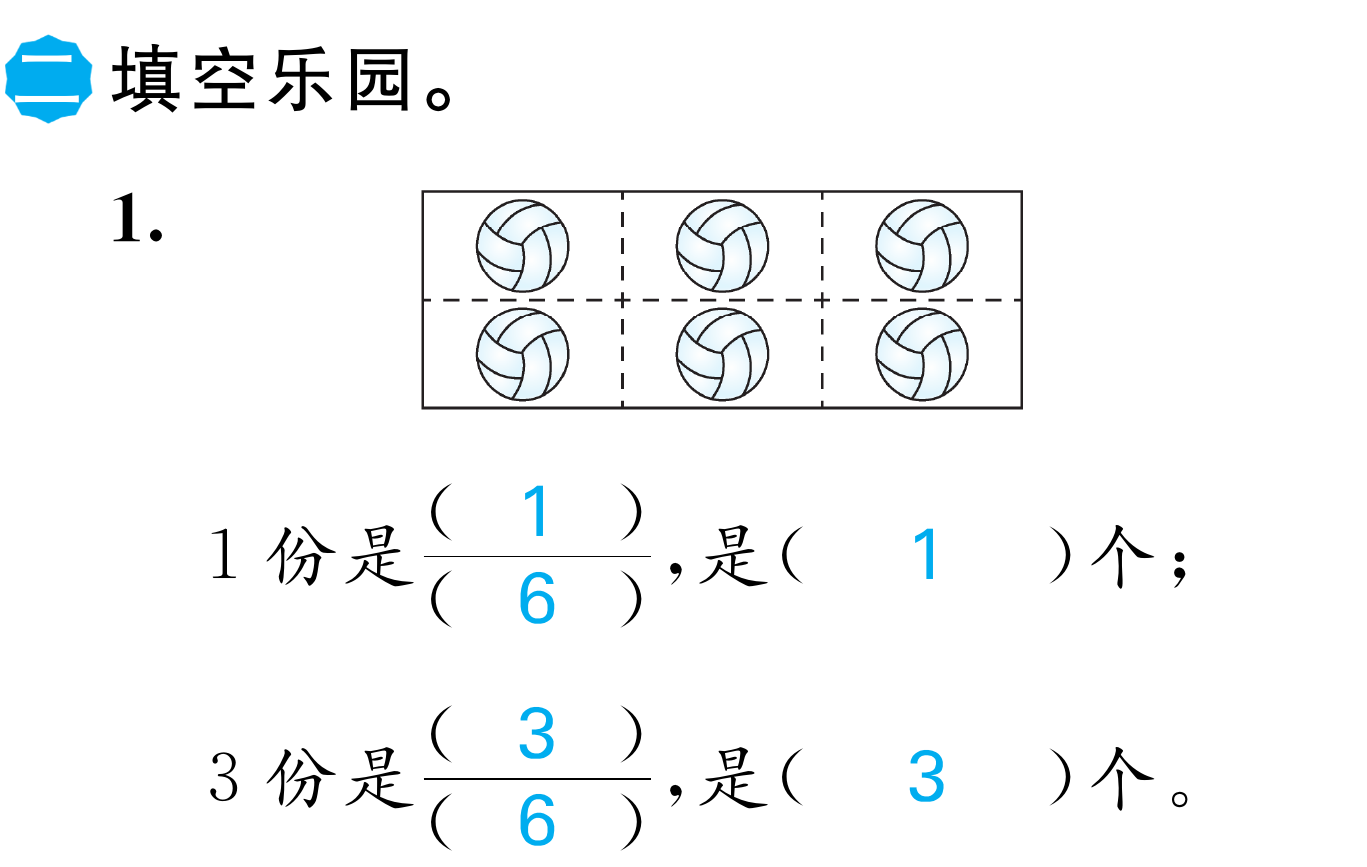 二 填空乐园。
1.
1 份是 (1)/(6) ,是( 1 )个;
3 份是 (3)/(6) ,是( 3 )个。